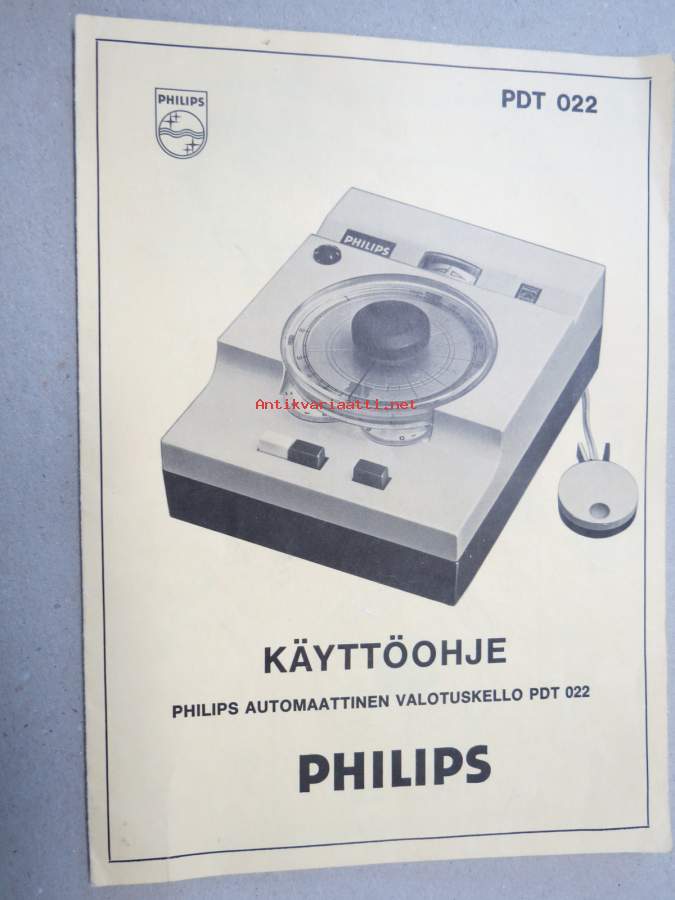 PHILIPS
PDT 022
PHILIPS
Antikvariaatti.net
KÄYTTÖOHJE
PHILIPS AUTOMAATTINEN VALOTUSKELLO PDT 022
PHILIPS